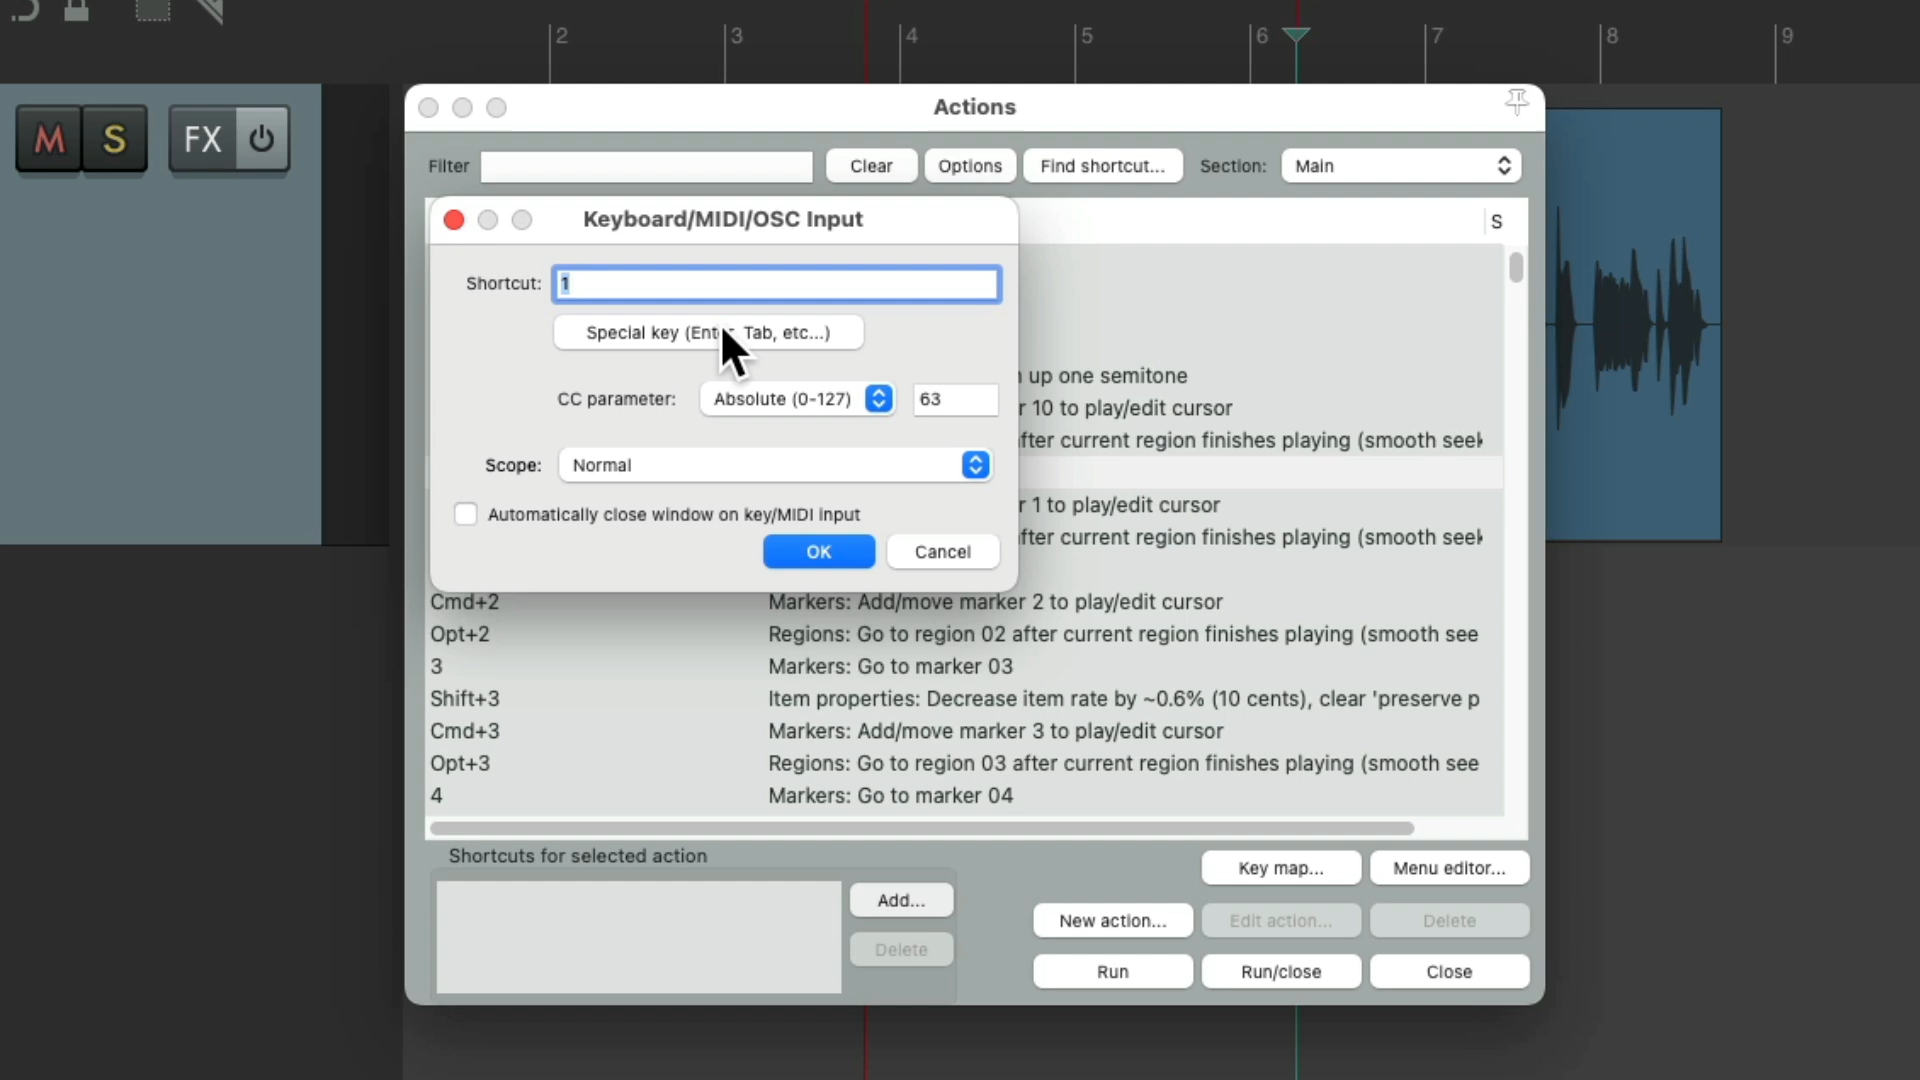 2
3
4
5
6
7
8
9
M
S
FX
Actions
Filter
Clear
Options
Find shortcut...
Section:
Main
S
Keyboard/MIDI/OSC Input
Shortcut:
1
Special key (Enter, Tab, etc...)
CC parameter:
Absolute (0-127)
63
Scope:
Normal
Automatically close window on key/MIDI input
OK
Cancel
up one semitone
10 to play/edit cursor
after current region finishes playing (smooth seek
1 to play/edit cursor
after current region finishes playing (smooth seek
Cmd+2 Markers: Add/move marker 2 to play/edit cursor
Opt+2 Regions: Go to region 02 after current region finishes playing (smooth see
3 Markers: Go to marker 03
Shift+3 Item properties: Decrease item rate by ~0.6% (10 cents), clear 'preserve p
Cmd+3 Markers: Add/move marker 3 to play/edit cursor
Opt+3 Regions: Go to region 03 after current region finishes playing (smooth see
4 Markers: Go to marker 04
Shortcuts for selected action
Add...
Delete
Key map...
Menu editor...
New action...
Edit action...
Delete
Run
Run/close
Close